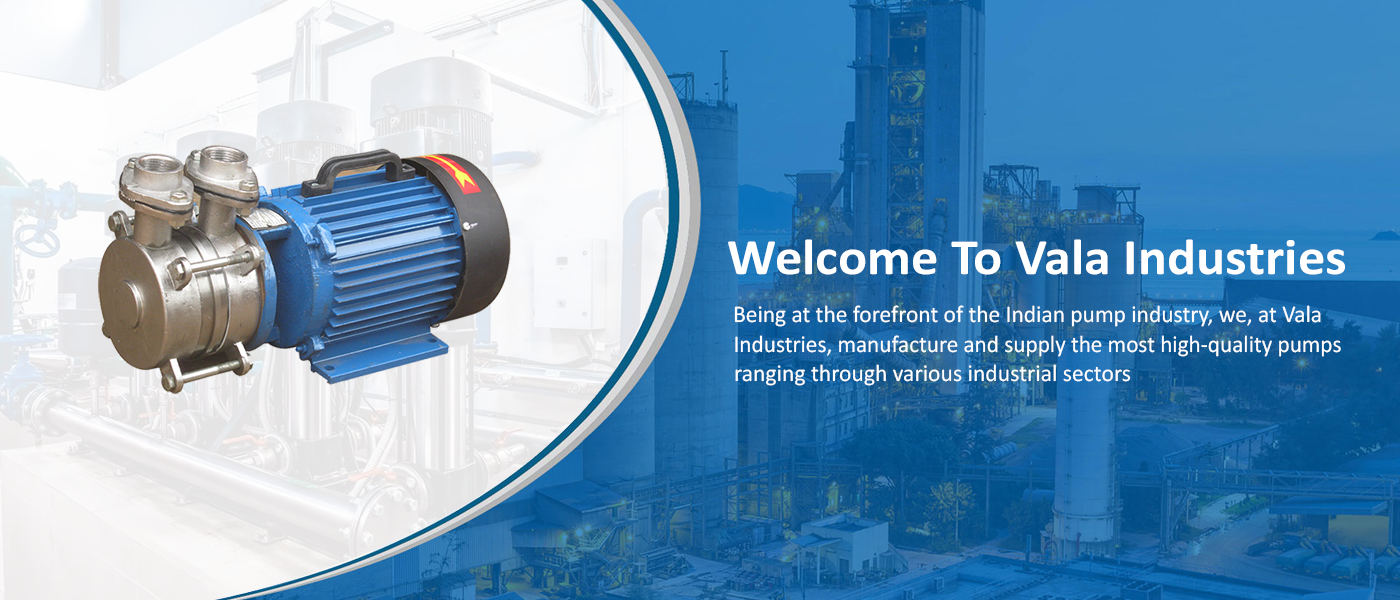 Welcome To Vala Industries
Being at the forefront of the Indian pump industry, we, at Vala
Industries, manufacture and supply the most high-quality pumps
ranging through various industrial sectors